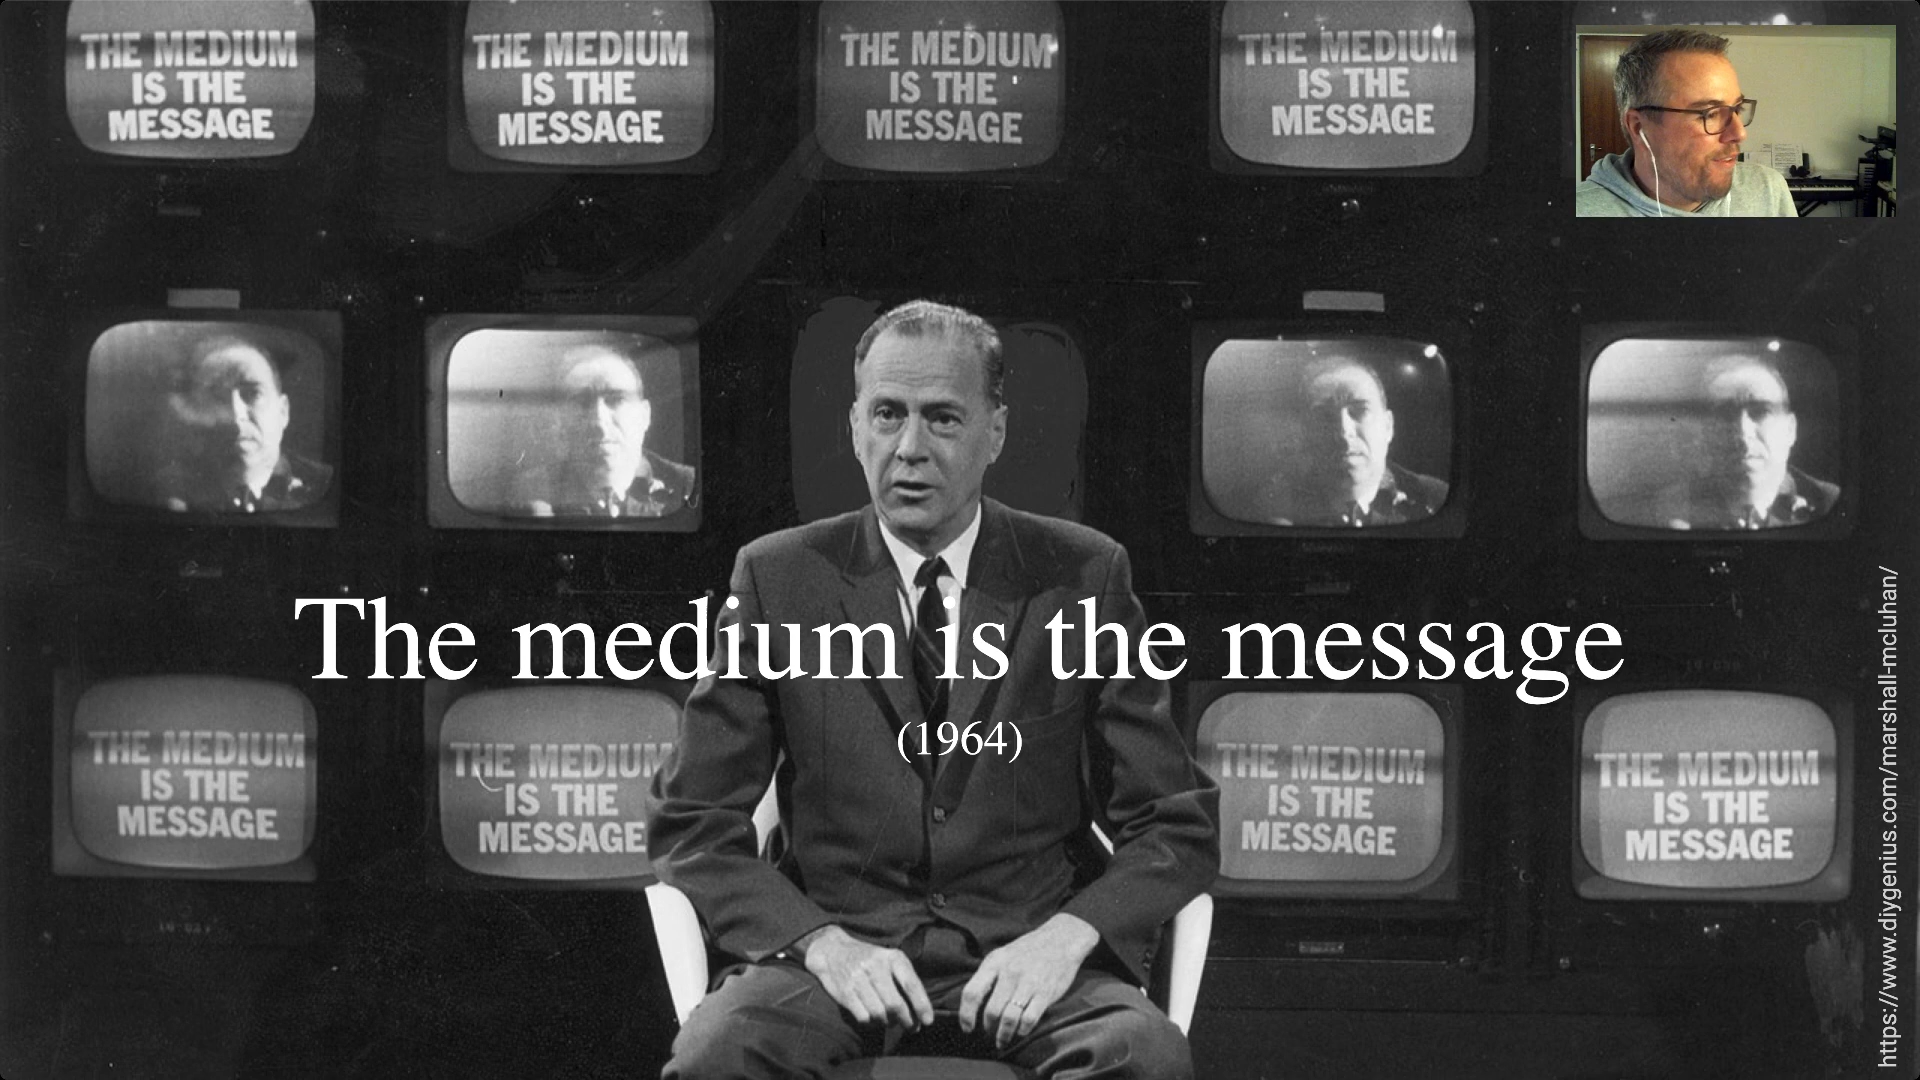 THE MEDIUM
IS THE
MESSAGE
THE MEDIUM
IS THE
MESSAGE
THE MEDIUM
IS THE
MESSAGE
THE MEDIUM
IS THE
MESSAGE
The medium is the message
(1964)
THE MEDIUM
IS THE
MESSAGE
THE MEDIUM
IS THE
MESSAGE
THE MEDIUM
IS THE
MESSAGE
THE MEDIUM
IS THE
MESSAGE
https://www.diygenius.com/marshall-mcluhan/